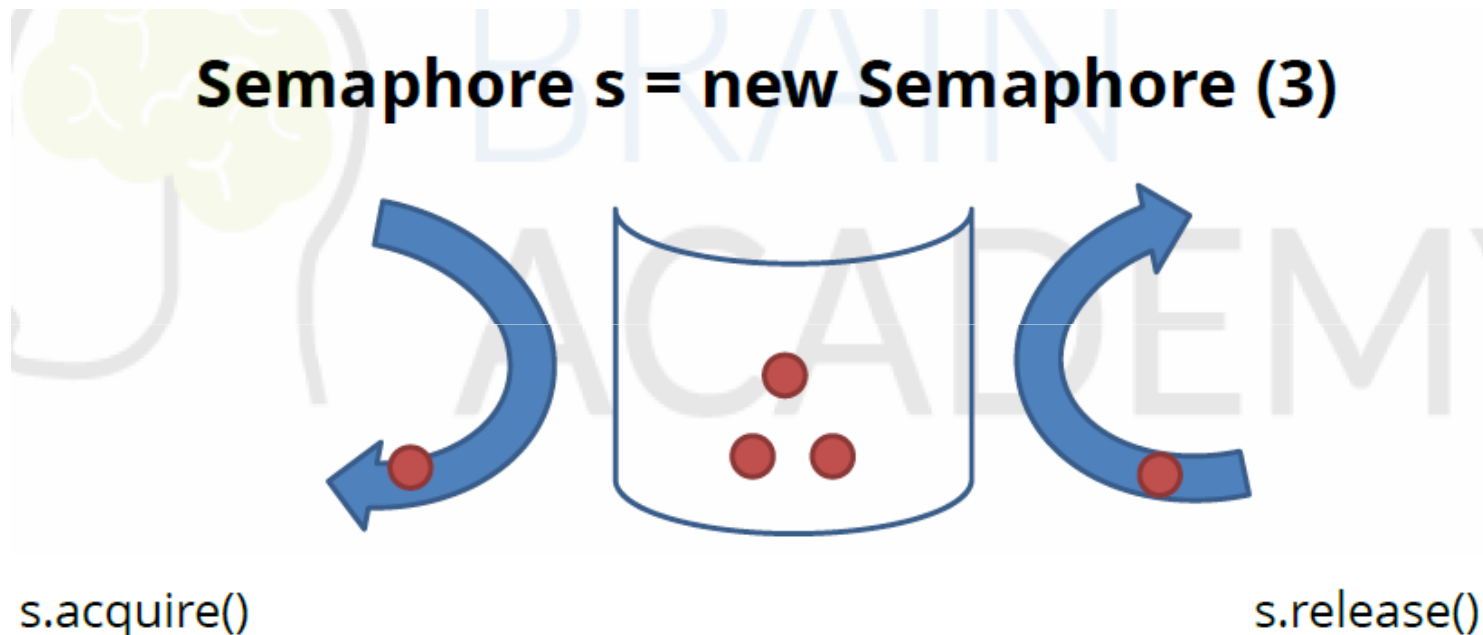 BRAIN
Semaphore s = new Semaphore (3)
ACADEMY
s.acquire()
s.release()